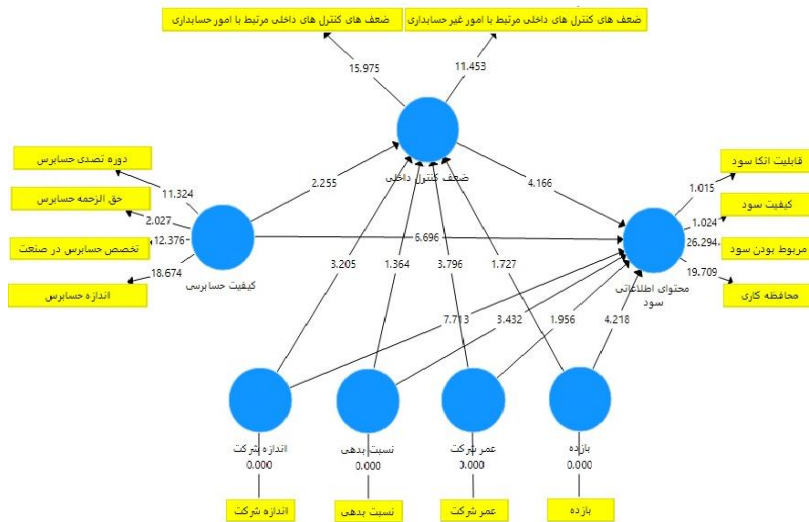 ضعف کنترل های داخلی مرتبط با امور حسابداری
ضعف کنترل های داخلی مرتبط با امور غیر حسابداری
15.975
11.453
ضعف کنترل داخلی
دوره تصدی حسابرس
حق الزحمه حسابرس
تخصص حسابرس در صنعت
اندازه حسابرس
11.324
2.027
12.376
18.674
کیفیت حسابرسی
2.255
4.166
6.696
قابلیت اتکا سود
کیفیت سود
مربوط بودن سود
محافظه کاری
1.015
1.024
26.294
19.709
محتوای اطلاعاتی
سود
3.205
1.364
3.796
1.727
7.713
3.432
1.956
4.218
اندازه شرکت
نسبت بدهی
عمر شرکت
بازده
0.000
0.000
0.000
0.000
اندازه شرکت
نسبت بدهی
عمر شرکت
بازده